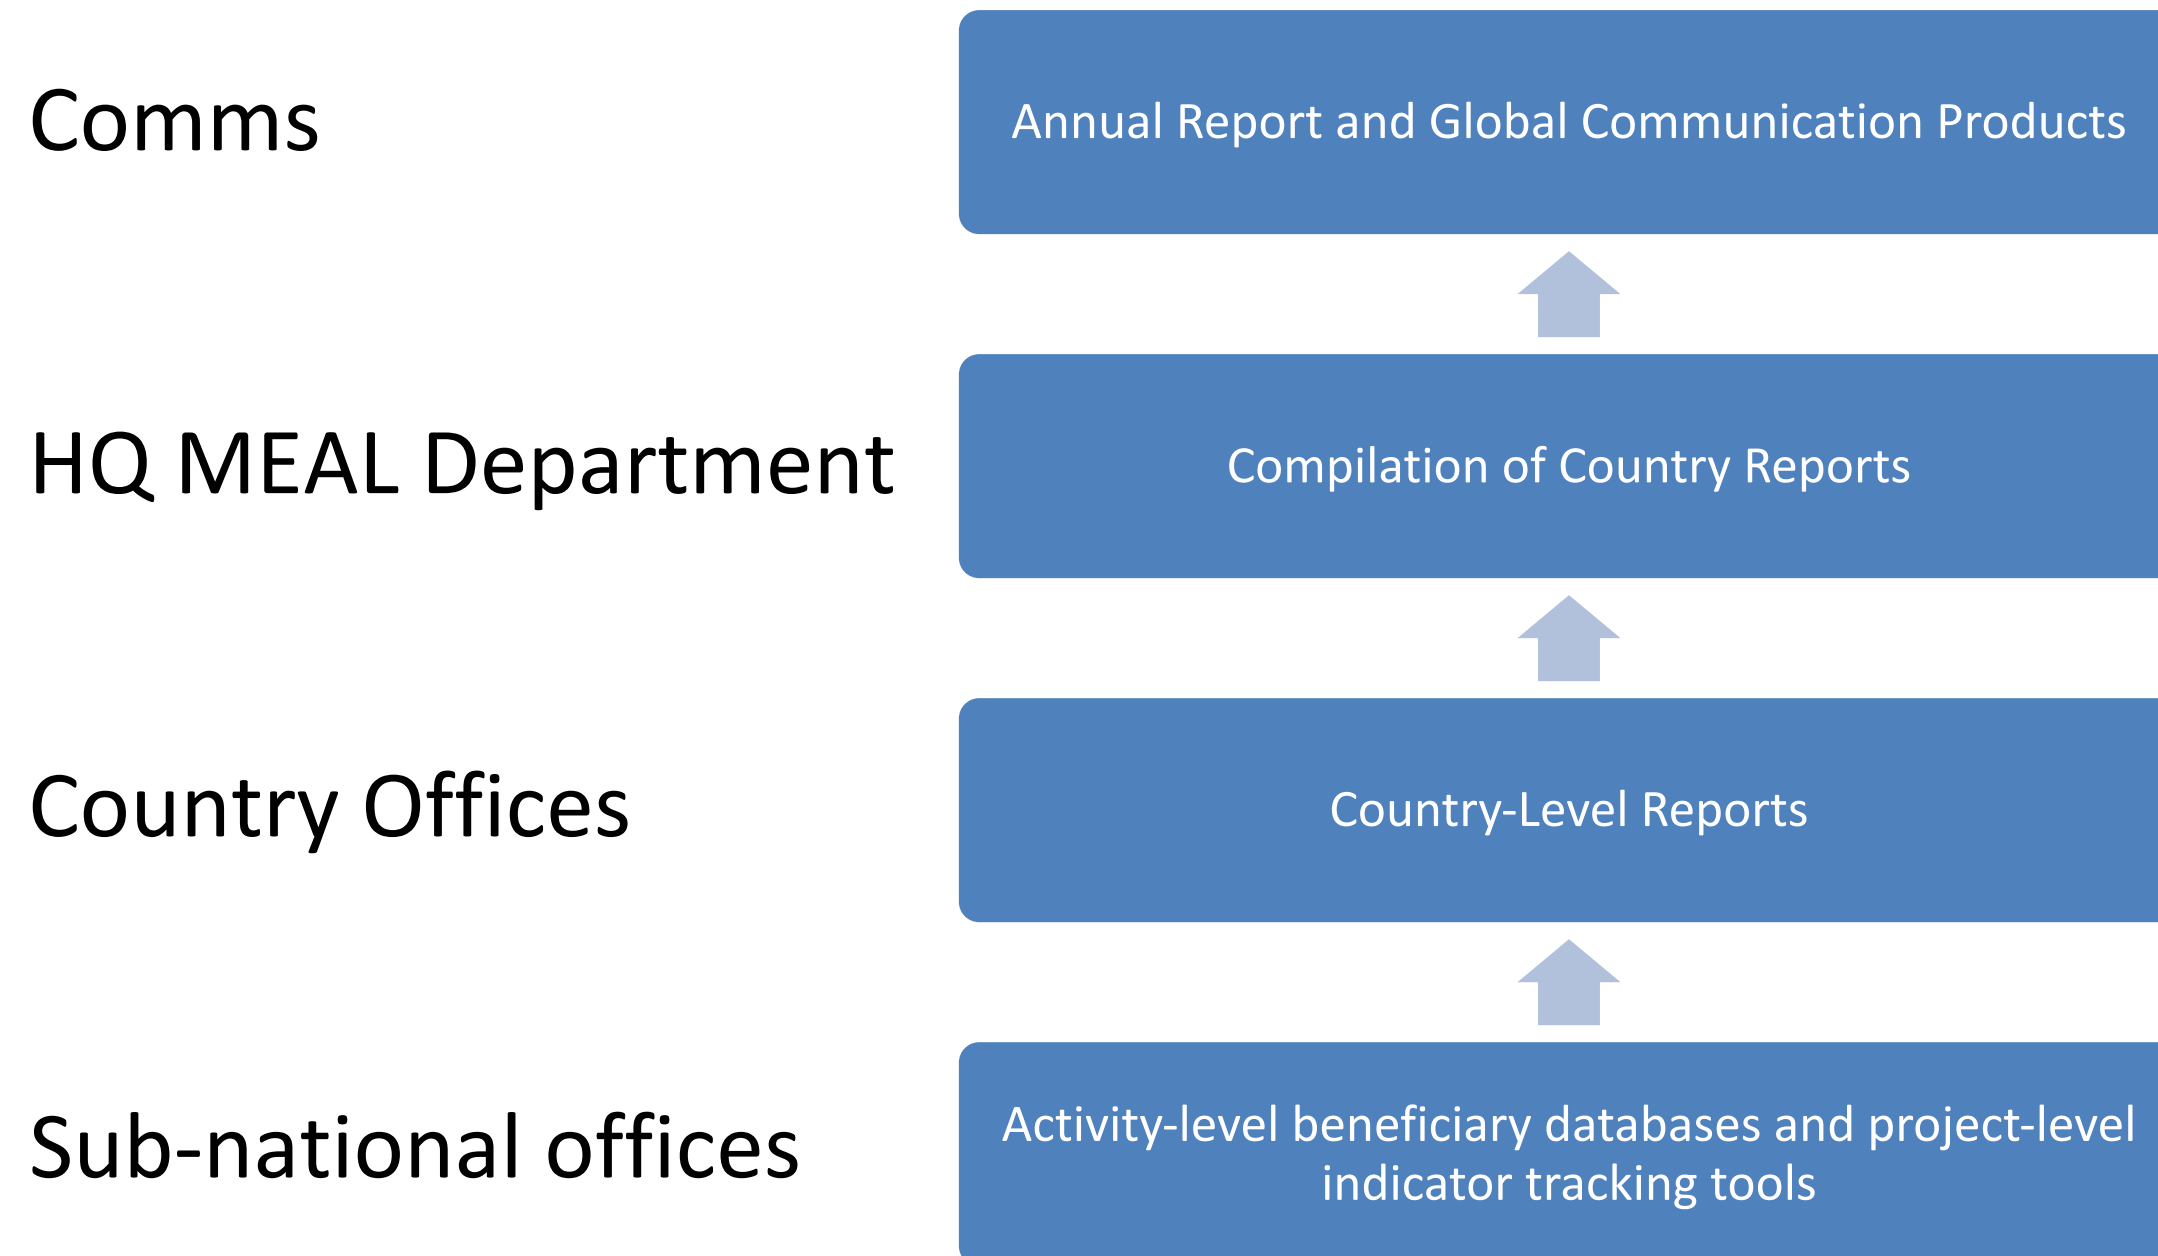 Comms
Annual Report and Global Communication Products
HQ MEAL Department
Compilation of Country Reports
Country Offices
Country-Level Reports
Sub-national offices
Activity-level beneficiary databases and project-level
indicator tracking tools